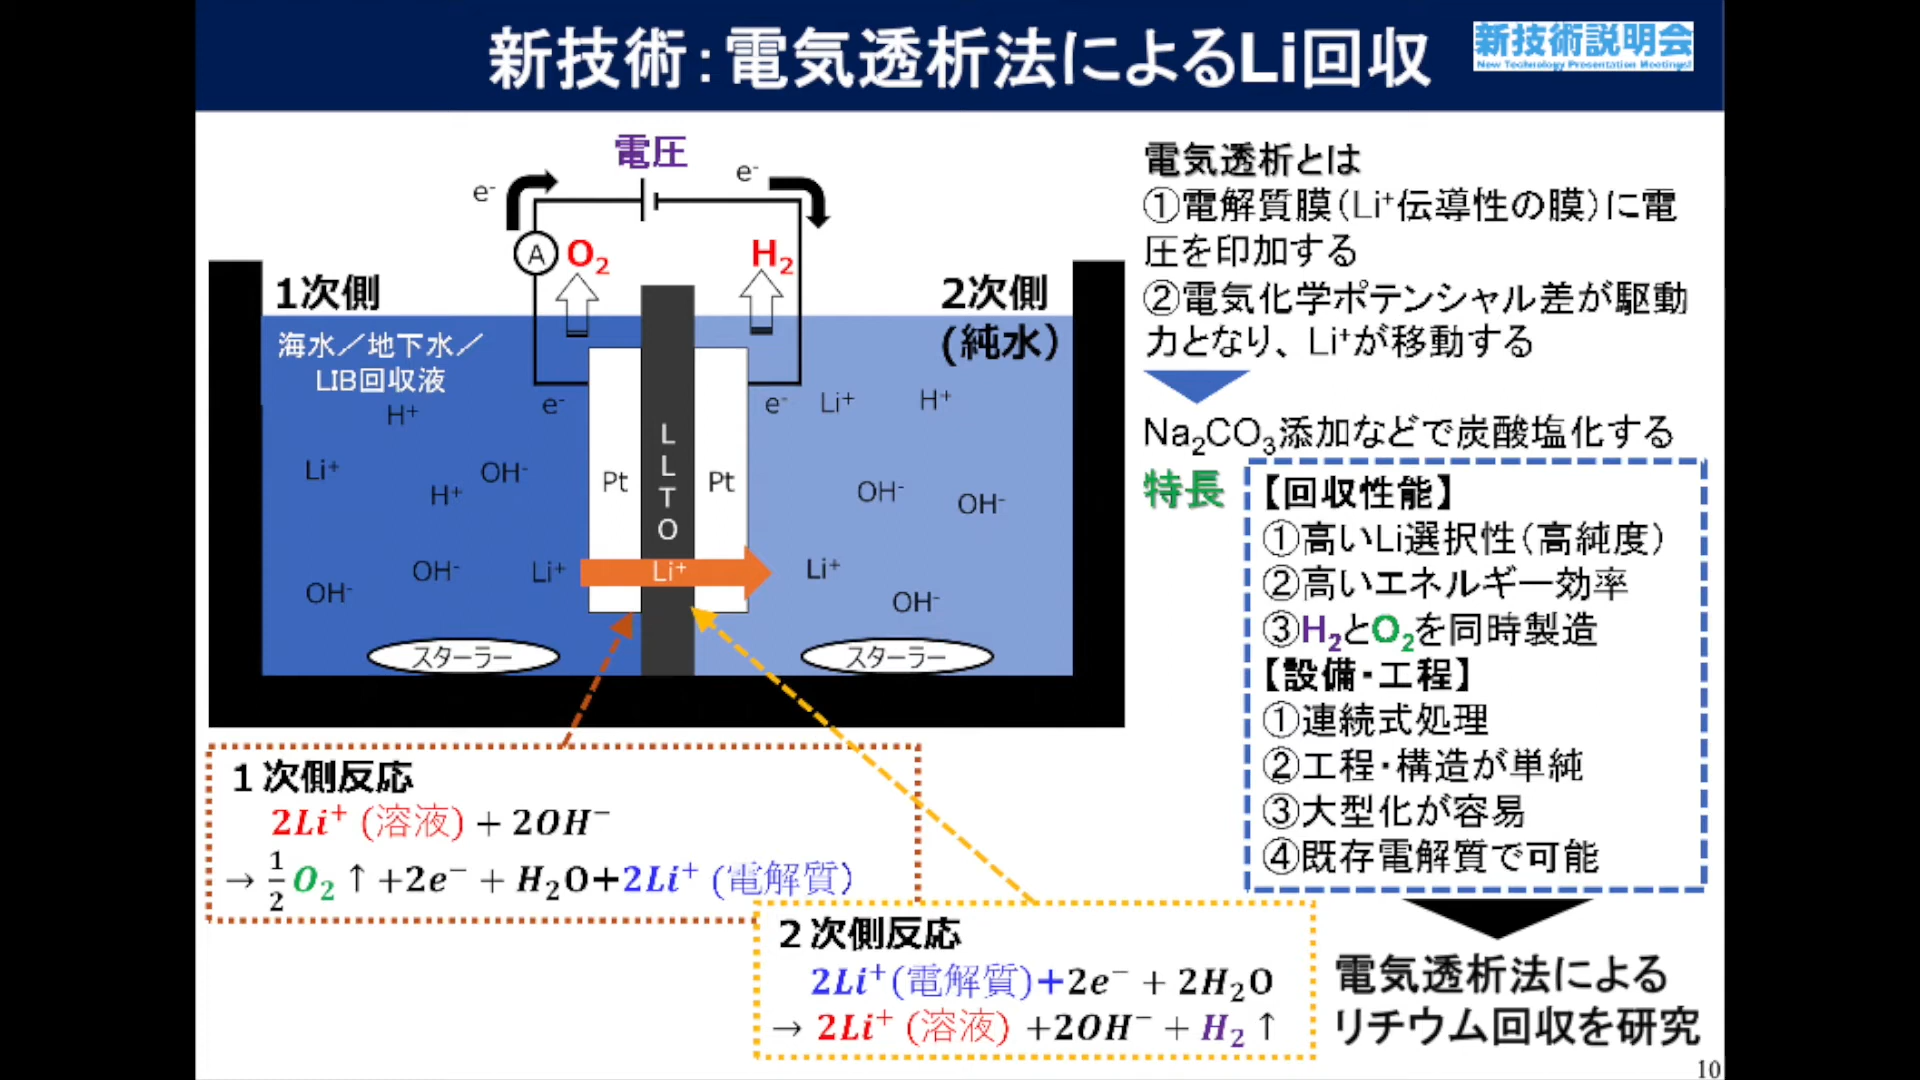 新技術：電気透析法によるLi回収
新技術説明会
New Technology Presentation Meetings!
電圧
e-
e-
A
O2
H2
1次側
2次側
(純水)
海水／地下水／
LIB回収液
H+
e-
e-
Li+
H+
Li+
OH-
H+
Pt
LLTO
Pt
OH-
OH-
OH-
Li+
Li+
Li+
OH-
OH-
スターラー
スターラー
電気透析とは
①電解質膜（Li+伝導性の膜）に電
圧を印加する
②電気化学ポテンシャル差が駆動
力となり、Li+が移動する
Na2CO3添加などで炭酸塩化する
特長
【回収性能】
①高いLi選択性（高純度）
②高いエネルギー効率
③H2とO2を同時製造
【設備・工程】
①連続式処理
②工程・構造が単純
③大型化が容易
④既存電解質で可能
電気透析法による
リチウム回収を研究
1次側反応
2Li+ (溶液) + 2OH−
→ 1/2 O2 ↑ +2e− + H2O+2Li+ (電解質)
2次側反応
2Li+(電解質)+2e− + 2H2O
→ 2Li+ (溶液) +2OH− + H2 ↑
10